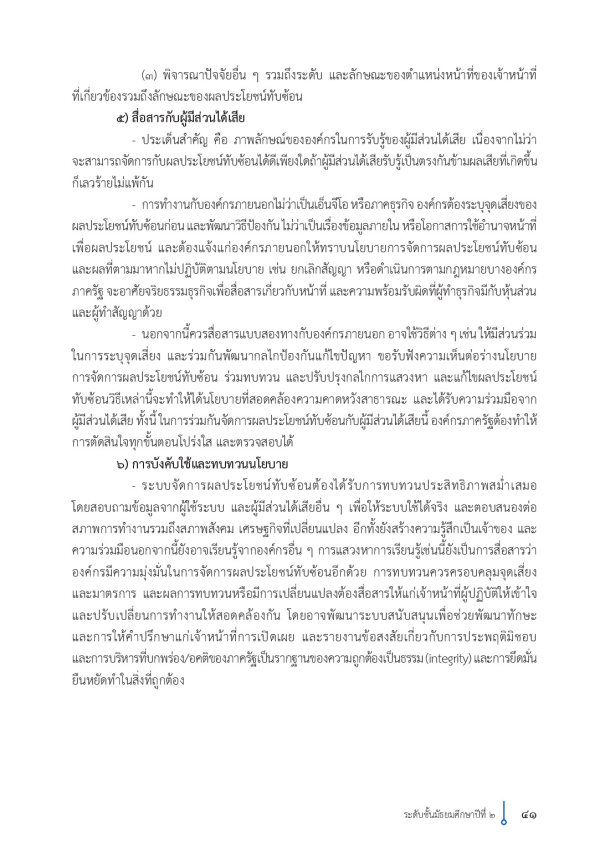 (๓) พิจารณาปัจจัยอื่น ๆ รวมถึงระดับ และลักษณะของตำแหน่งหน้าที่ของเจ้าหน้าที่
ที่เกี่ยวข้องรวมถึงลักษณะของผลประโยชน์ทับซ้อน
๕) สื่อสารกับผู้มีส่วนได้เสีย
- ประเด็นสำคัญ คือ ภาพลักษณ์ขององค์กรในการรับรู้ของผู้มีส่วนได้เสีย เนื่องจากไม่ว่า
จะสามารถจัดการกับผลประโยชน์ทับซ้อนได้ดีเพียงใดถ้าผู้มีส่วนได้เสียรับรู้เป็นตรงกันข้ามผลเสียที่เกิดขึ้น
ก็เลวร้ายไม่แพ้กัน
- การทำงานกับองค์กรภายนอกไม่ว่าเป็นเอ็นจีโอ หรือภาคธุรกิจ องค์กรต้องระบุจุดเสี่ยงของ
ผลประโยชน์ทับซ้อนก่อน และพัฒนาวิธีป้องกัน ไม่ว่าเป็นเรื่องข้อมูลภายใน หรือโอกาสการใช้อำนาจหน้าที่
เพื่อผลประโยชน์ และต้องแจ้งแก่องค์กรภายนอกให้ทราบนโยบายการจัดการผลประโยชน์ทับซ้อน
และผลที่ตามมาหากไม่ปฏิบัติตามนโยบาย เช่น ยกเลิกสัญญา หรือดำเนินการตามกฎหมายบางองค์กร
ภาครัฐ จะอาศัยจริยธรรมธุรกิจเพื่อสื่อสารเกี่ยวกับหน้าที่ และความพร้อมรับผิดที่ผู้ทำธุรกิจมีกับหุ้นส่วน
และผู้ทำสัญญาด้วย
- นอกจากนี้ควรสื่อสารแบบสองทางกับองค์กรภายนอก อาจใช้วิธีต่าง ๆ เช่น ให้มีส่วนร่วม
ในการระบุจุดเสี่ยง และร่วมกันพัฒนากลไกป้องกันแก้ไขปัญหา ขอรับฟังความเห็นต่อร่างนโยบาย
การจัดการผลประโยชน์ทับซ้อน ร่วมทบทวน และปรับปรุงกลไกการแสวงหา และแก้ไขผลประโยชน์
ทับซ้อนวิธีเหล่านี้จะทำให้ได้นโยบายที่สอดคล้องความคาดหวังสาธารณะ และได้รับความร่วมมือจาก
ผู้มีส่วนได้เสีย ทั้งนี้ ในการร่วมกันจัดการผลประโยชน์ทับซ้อนกับผู้มีส่วนได้เสียนี้ องค์กรภาครัฐต้องทำให้
การตัดสินใจทุกขั้นตอนโปร่งใส และตรวจสอบได้
๖) การบังคับใช้และทบทวนนโยบาย
- ระบบจัดการผลประโยชน์ทับซ้อนต้องได้รับการทบทวนประสิทธิภาพสม่ำเสมอ
โดยสอบถามข้อมูลจากผู้ใช้ระบบ และผู้มีส่วนได้เสียอื่น ๆ เพื่อให้ระบบใช้ได้จริง และตอบสนองต่อ
สภาพการทำงานรวมถึงสภาพสังคม เศรษฐกิจที่เปลี่ยนแปลง อีกทั้งยังสร้างความรู้สึกเป็นเจ้าของ และ
ความร่วมมือนอกจากนี้ยังอาจเรียนรู้จากองค์กรอื่น ๆ การแสวงหาการเรียนรู้เช่นนี้ยังเป็นการสื่อสารว่า
องค์กรมีความมุ่งมั่นในการจัดการผลประโยชน์ทับซ้อนอีกด้วย การทบทวนควรครอบคลุมจุดเสี่ยง
และมาตรการ และผลการทบทวนหรือมีการเปลี่ยนแปลงต้องสื่อสารให้แก่เจ้าหน้าที่ผู้ปฏิบัติให้เข้าใจ
และปรับเปลี่ยนการทำงานให้สอดคล้องกัน โดยอาจพัฒนาระบบสนับสนุนเพื่อช่วยพัฒนาทักษะ
และการให้คำปรึกษาแก่เจ้าหน้าที่การเปิดเผย และรายงานข้อสงสัยเกี่ยวกับการประพฤติมิชอบ
และการบริหารที่บกพร่อง/อคติของภาครัฐเป็นรากฐานของความถูกต้องเป็นธรรม (integrity) และการยึดมั่น
ยืนหยัดทำในสิ่งที่ถูกต้อง
ระดับชั้นมัธยมศึกษาปีที่ ๒ ๔๑